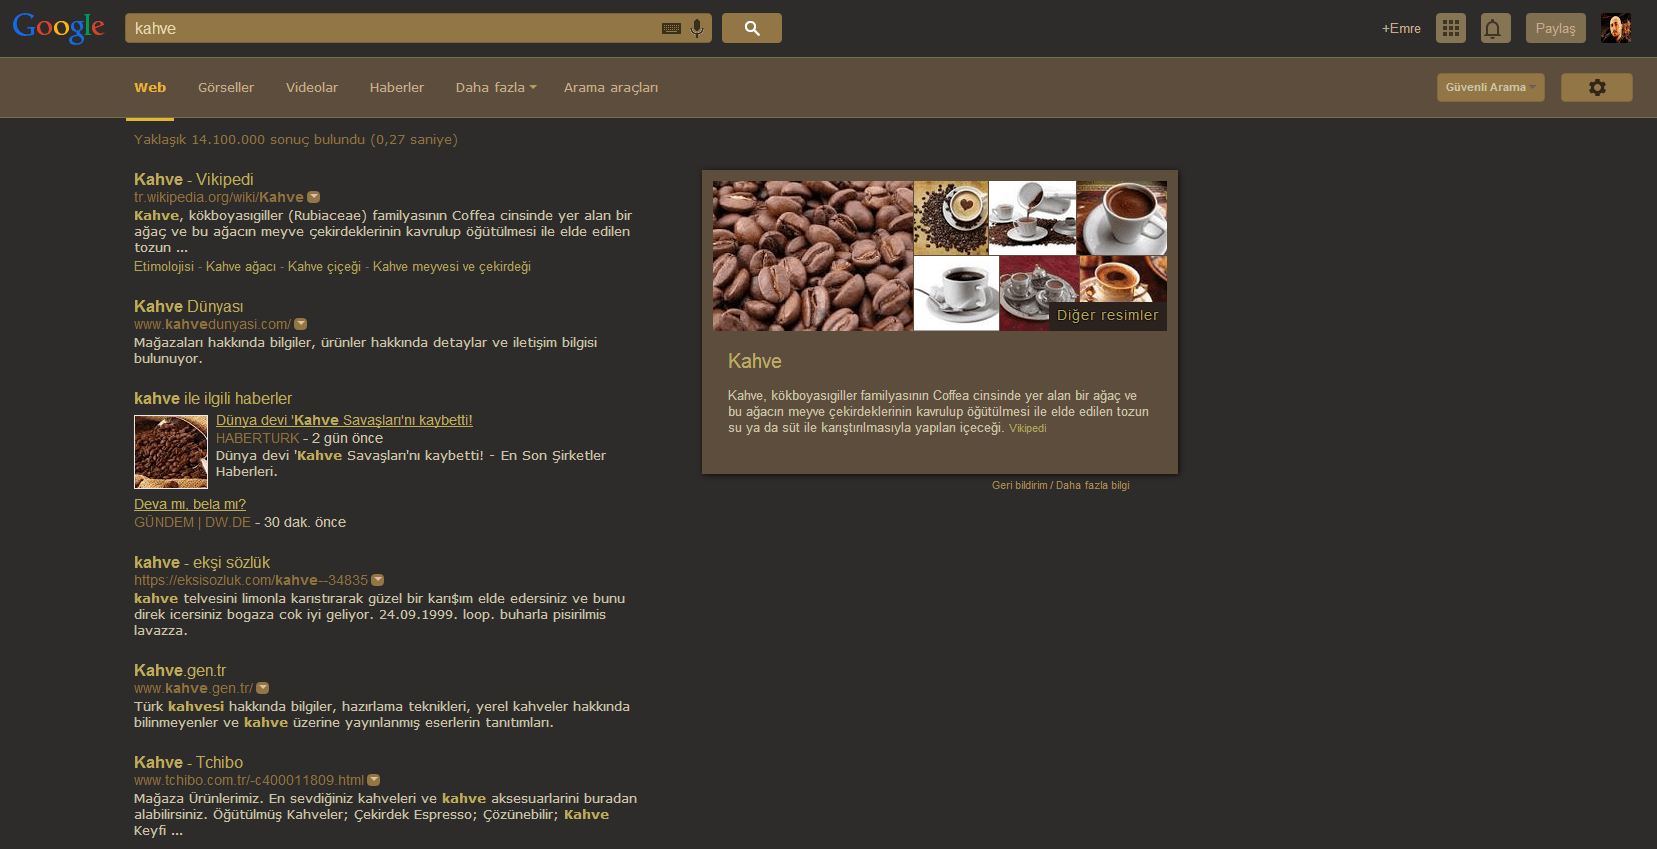 Google
kahve
+Emre
Paylaş
Web
Görseller
Videolar
Haberler
Daha fazla
Arama araçları
Güvenli Arama
Yaklaşık 14.100.000 sonuç bulundu (0,27 saniye)
Kahve - Vikipedi
tr.wikipedia.org/wiki/Kahve
Kahve, kökboyasıgiller (Rubiaceae) familyasının Coffea cinsinde yer alan bir
ağaç ve bu ağacın meyve çekirdeklerinin kavrulup öğütülmesi ile elde edilen
tozun ...
Etimolojisi - Kahve ağacı - Kahve çiçeği - Kahve meyvesi ve çekirdeği
Kahve Dünyası
www.kahvedunyasi.com/
Mağazaları hakkında bilgiler, ürünler hakkında detaylar ve iletişim bilgisi
bulunuyor.
kahve ile ilgili haberler
Dünya devi 'Kahve Savaşları'nı kaybetti!
HABERTURK - 2 gün önce
Dünya devi 'Kahve Savaşları'nı kaybetti! - En Son Şirketler
Haberleri.
Deva mı, bela mı?
GÜNDEM | DW.DE - 30 dak. önce
kahve - ekşi sözlük
https://eksisozluk.com/kahve--34835
kahve telvesini limonla karıstırarak güzel bir karı$ım elde edersiniz ve bunu
direk icersiniz bogaza cok iyi geliyor. 24.09.1999. loop. buharla pisirilmis
lavazza.
Kahve.gen.tr
www.kahve.gen.tr/
Türk kahvesi hakkında bilgiler, hazırlama teknikleri, yerel kahveler hakkında
bilinmeyenler ve kahve üzerine yayınlanmış eserlerin tanıtımları.
Kahve - Tchibo
www.tchibo.com.tr/-c400011809.html
Mağaza Ürünlerimiz. En sevdiğiniz kahveleri ve kahve aksesuarlarini buradan
alabilirsiniz. Öğütülmüş Kahveler; Çekirdek Espresso; Çözünebilir; Kahve
Keyfi ...
Diğer resimler
Kahve
Kahve, kökboyasıgiller familyasının Coffea cinsinde yer alan bir ağaç ve
bu ağacın meyve çekirdeklerinin kavrulup öğütülmesi ile elde edilen tozun
su ya da süt ile karıştırılmasıyla yapılan içeceği. Vikipedi
Geri bildirim / Daha fazla bilgi